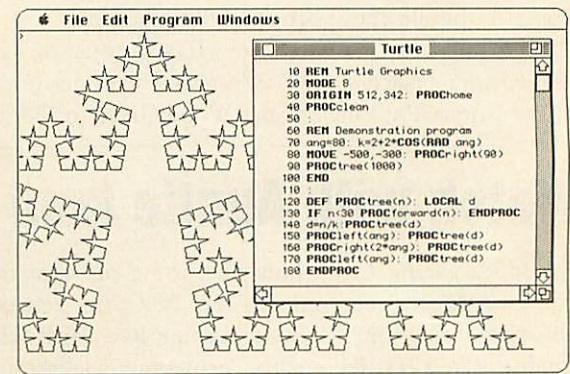 File Edit Program Windows
>
Turtle
10 REM Turtle Graphics
20 MODE 8
30 ORIGIN 512,342: PROChome
40 PROCclean
50 :
60 REM Demonstration program
70 ang=80: k=2+2*COS(RAD ang)
80 MOVE -500,-300: PROCright(90)
90 PROCtree(1000)
100 END
110 :
120 DEF PROCtree(n): LOCAL d
130 IF n<30 PROCforward(n): ENDPROC
140 d=n/k:PROCtree(d)
150 PROCleft(ang): PROCtree(d)
160 PROCright(2*ang): PROCtree(d)
170 PROCleft(ang): PROCtree(d)
180 ENDPROC